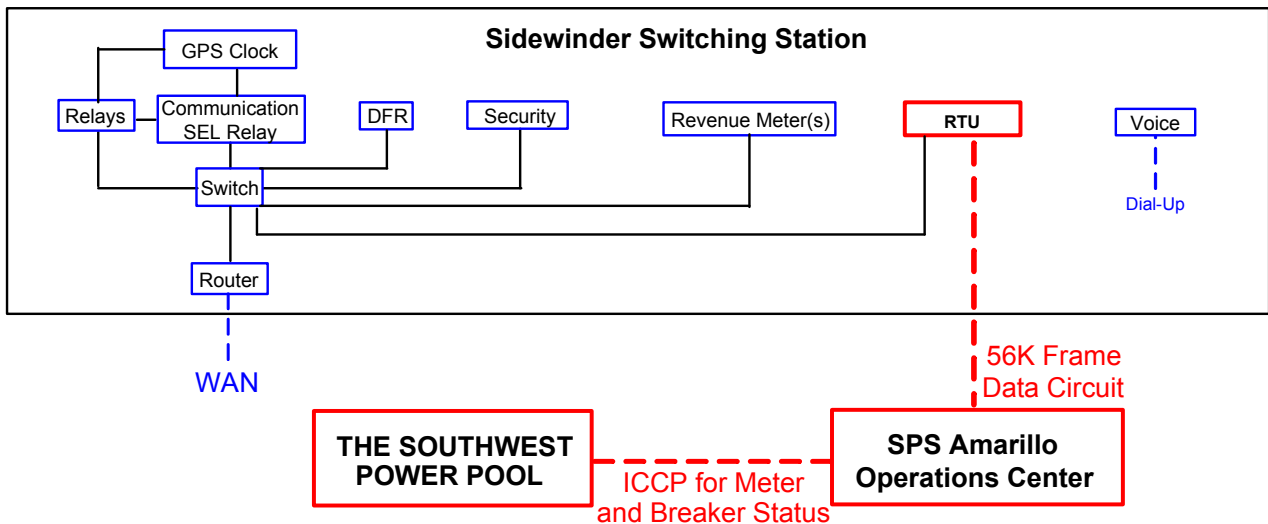 Sidewinder Switching Station
GPS Clock
Relays
Communication
SEL Relay
DFR
Security
Revenue Meter(s)
RTU
Voice
Switch
Dial-Up
Router
WAN
56K Frame
Data Circuit
THE SOUTHWEST
POWER POOL
ICCP for Meter
and Breaker Status
SPS Amarillo
Operations Center